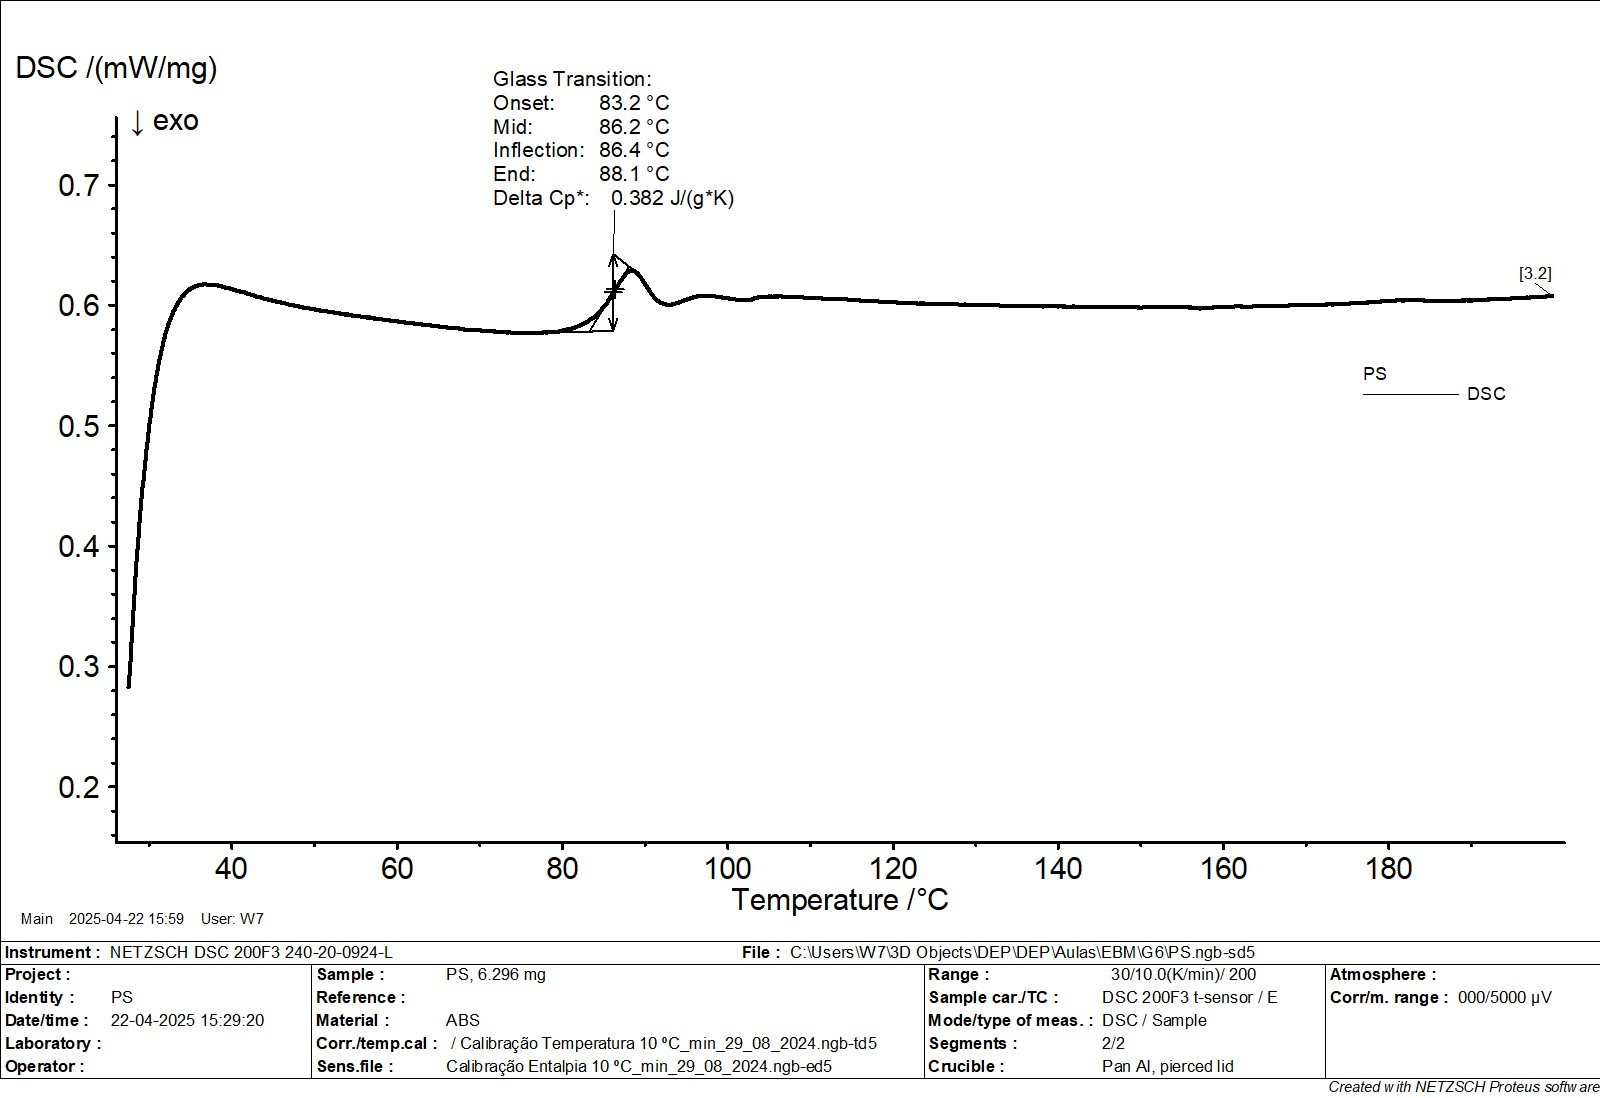 DSC /(mW/mg)
↓ exo
Glass Transition:
Onset: 83.2 °C
Mid: 86.2 °C
Inflection: 86.4 °C
End: 88.1 °C
Delta Cp*: 0.382 J/(g*K)
0.7
0.6
0.5
0.4
0.3
0.2
[3.2]
PS
DSC
40 60 80 100 120 140 160 180
Temperature /°C
Main 2025-04-22 15:59 User: W7
Instrument : NETZSCH DSC 200F3 240-20-0924-L File : C:\Users\W7\3D Objects\DEP\DEP\Aulas\EBM\G6\PS.ngb-sd5
Project :
Identity : PS
Date/time : 22-04-2025 15:29:20
Laboratory :
Operator :
Sample : PS, 6.296 mg
Reference :
Material : ABS
Corr./temp.cal : / Calibração Temperatura 10 ºC_min_29_08_2024.ngb-td5
Sens.file : Calibração Entalpia 10 ºC_min_29_08_2024.ngb-ed5
Range : 30/10.0(K/min)/ 200
Sample car./TC : DSC 200F3 t-sensor / E
Mode/type of meas. : DSC / Sample
Segments : 2/2
Crucible : Pan Al, pierced lid
Atmosphere :
Corr/m. range : 000/5000 µV
Created with NETZSCH Proteus software